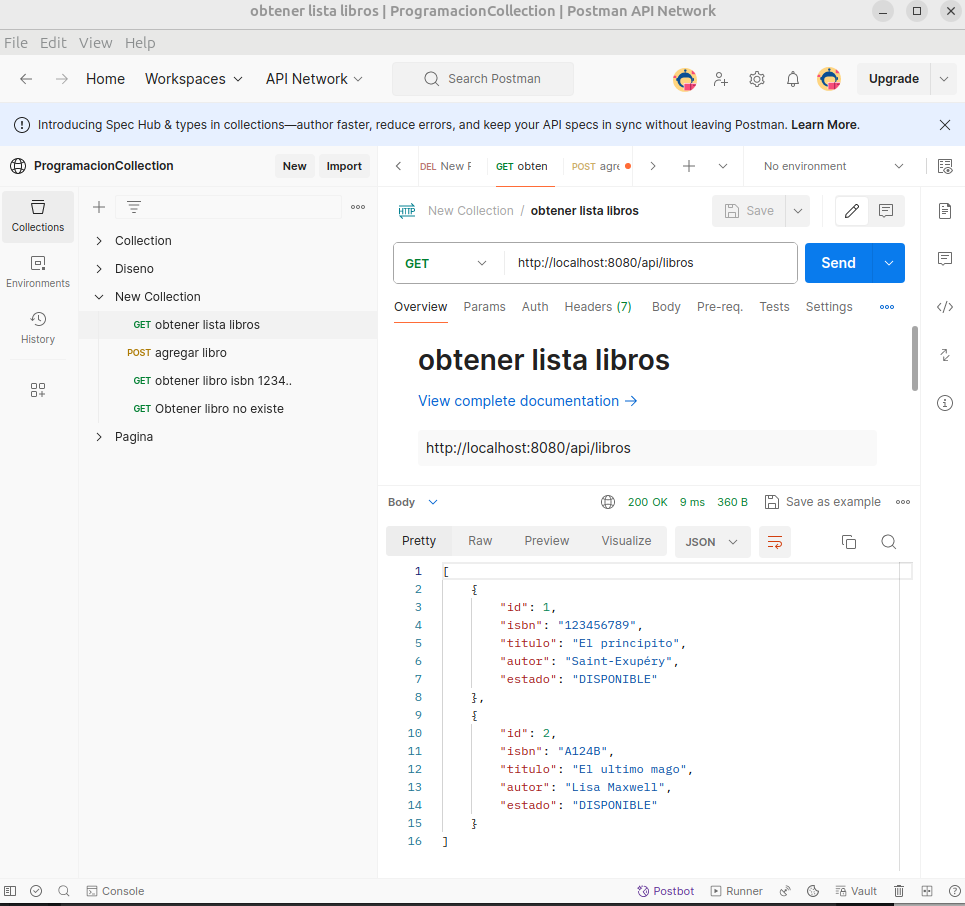 obtener lista libros | ProgramacionCollection | Postman API Network
File Edit View Help
Home Workspaces API Network Search Postman Upgrade
Introducing Spec Hub & types in collections—author faster, reduce errors, and keep your API specs in sync without leaving Postman. Learn More.
ProgramacionCollection New Import
DEL New F GET obten POST agre No environment
Collections
Environments
History
Collection
Diseno
New Collection
GET obtener lista libros
POST agregar libro
GET obtener libro isbn 1234..
GET Obtener libro no existe
Pagina
HTTP New Collection / obtener lista libros Save
GET http://localhost:8080/api/libros Send
Overview Params Auth Headers (7) Body Pre-req. Tests Settings
obtener lista libros
View complete documentation →
http://localhost:8080/api/libros
Body 200 OK 9 ms 360 B Save as example
Pretty Raw Preview Visualize JSON
1 [
2 {
3 "id": 1,
4 "isbn": "123456789",
5 "titulo": "El principito",
6 "autor": "Saint-Exupéry",
7 "estado": "DISPONIBLE"
8 },
9 {
10 "id": 2,
11 "isbn": "A124B",
12 "titulo": "El ultimo mago",
13 "autor": "Lisa Maxwell",
14 "estado": "DISPONIBLE"
15 }
16 ]
Console Postbot Runner Vault